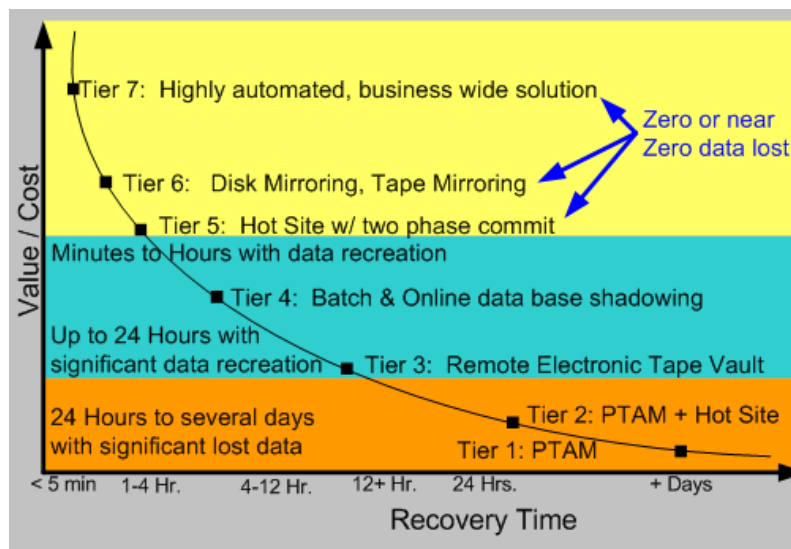 Tier 7: Highly automated, business wide solution
Zero or near
Zero data lost
Tier 6: Disk Mirroring, Tape Mirroring
Tier 5: Hot Site w/ two phase commit
Minutes to Hours with data recreation
Tier 4: Batch & Online data base shadowing
Up to 24 Hours with
significant data recreation
Tier 3: Remote Electronic Tape Vault
24 Hours to several days
with significant lost data
Tier 2: PTAM + Hot Site
Tier 1: PTAM
Value / Cost
< 5 min
1-4 Hr.
4-12 Hr.
12+ Hr.
24 Hrs.
+ Days
Recovery Time